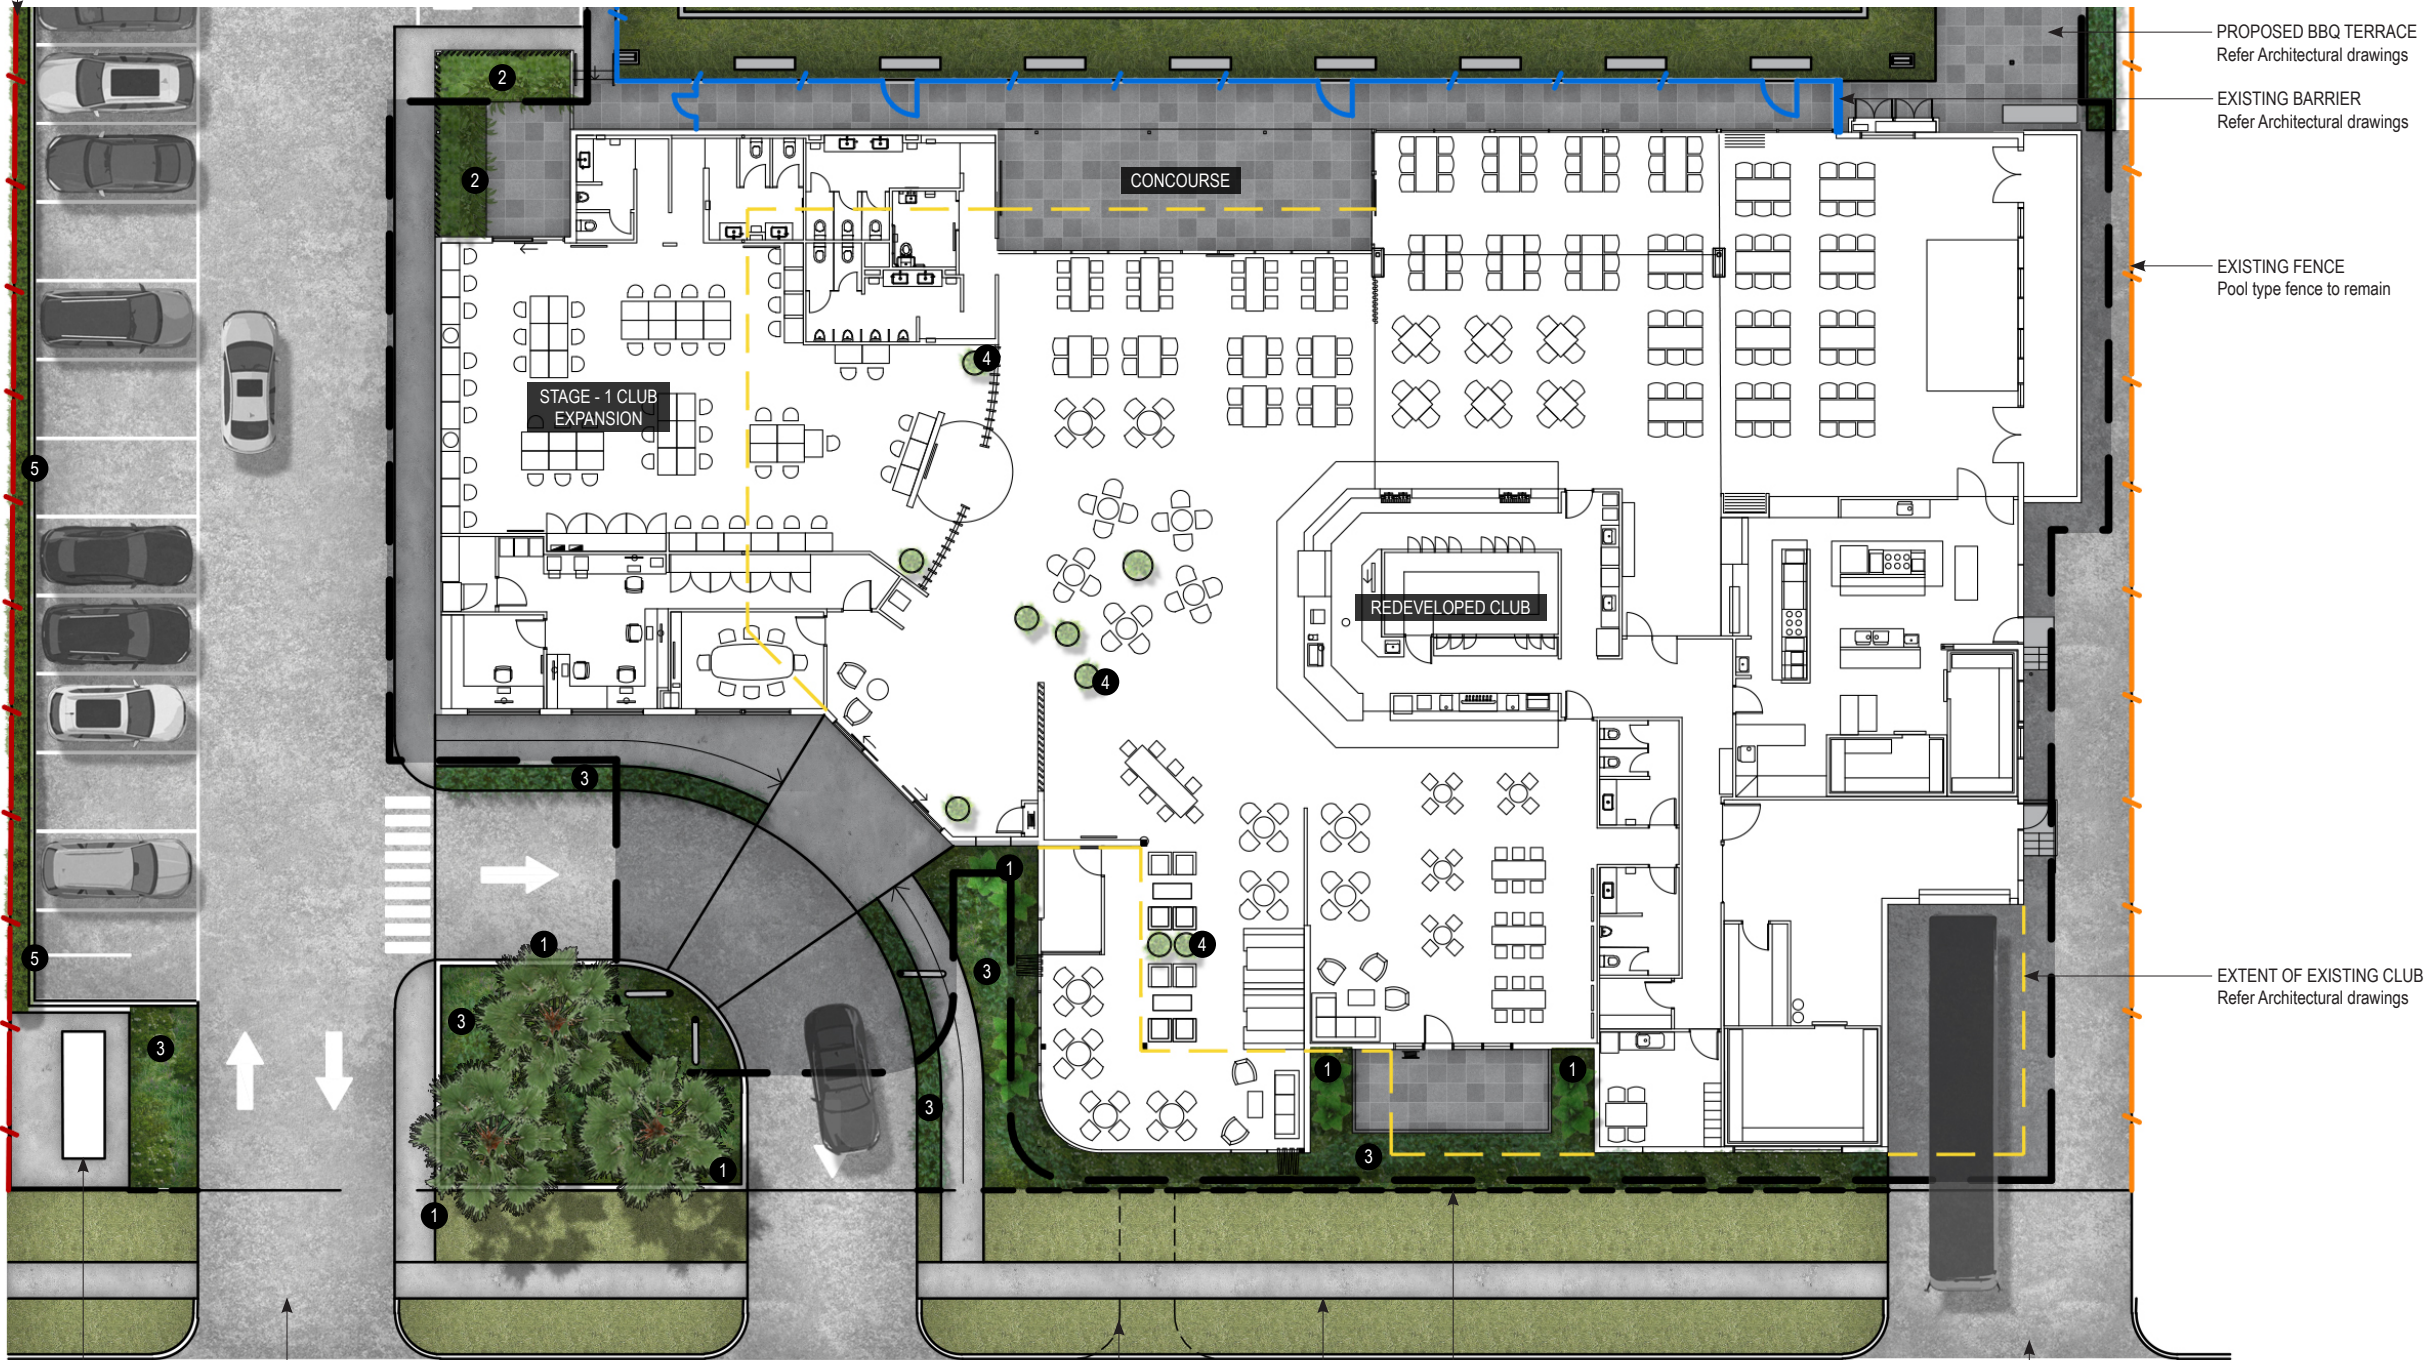 PROPOSED BBQ TERRACE
Refer Architectural drawings
EXISTING BARRIER
Refer Architectural drawings
2
2
CONCOURSE
EXISTING FENCE
Pool type fence to remain
4
STAGE - 1 CLUB
EXPANSION
5
REDEVELOPED CLUB
4
3
1
1
4
5
3
EXTENT OF EXISTING CLUB
Refer Architectural drawings
3
3
1
1
3
3
1
1